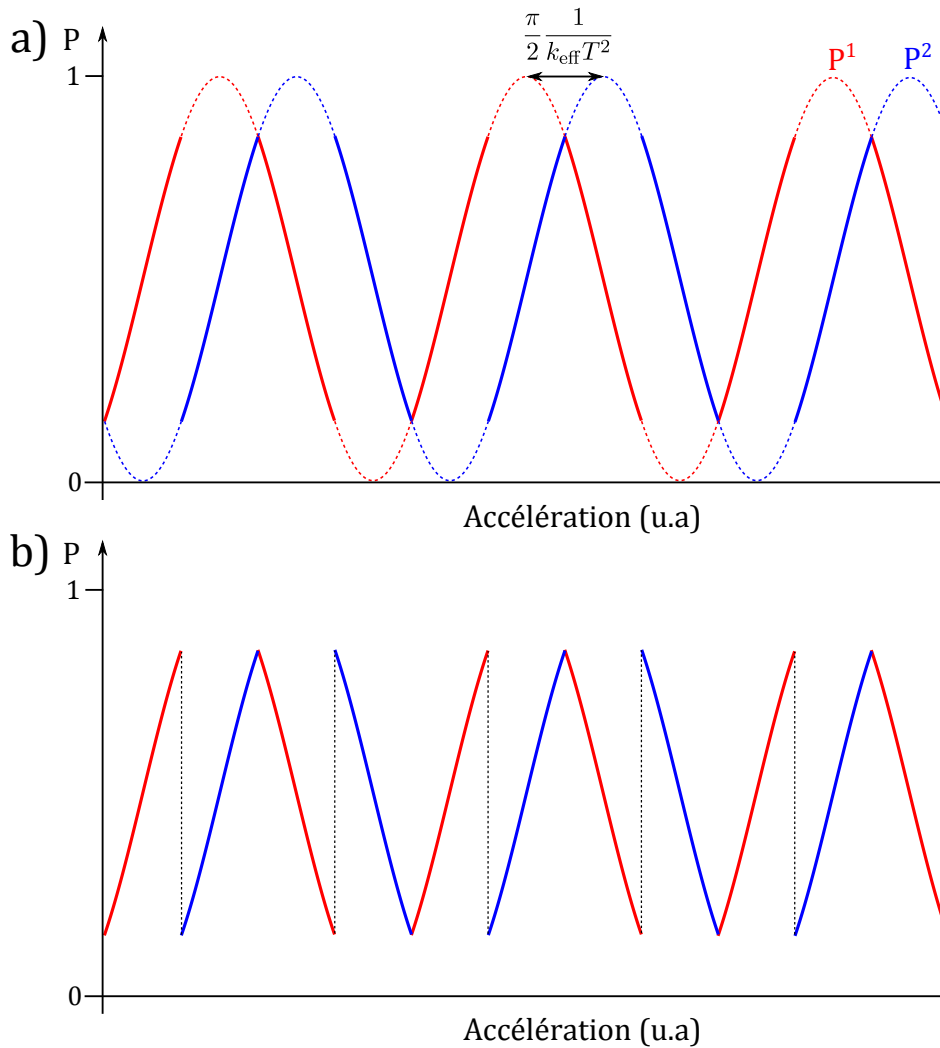 a) P
π/2 1/(k_eff T²)
P¹ P²
1
0
Accélération (u.a)
b) P
1
0
Accélération (u.a)